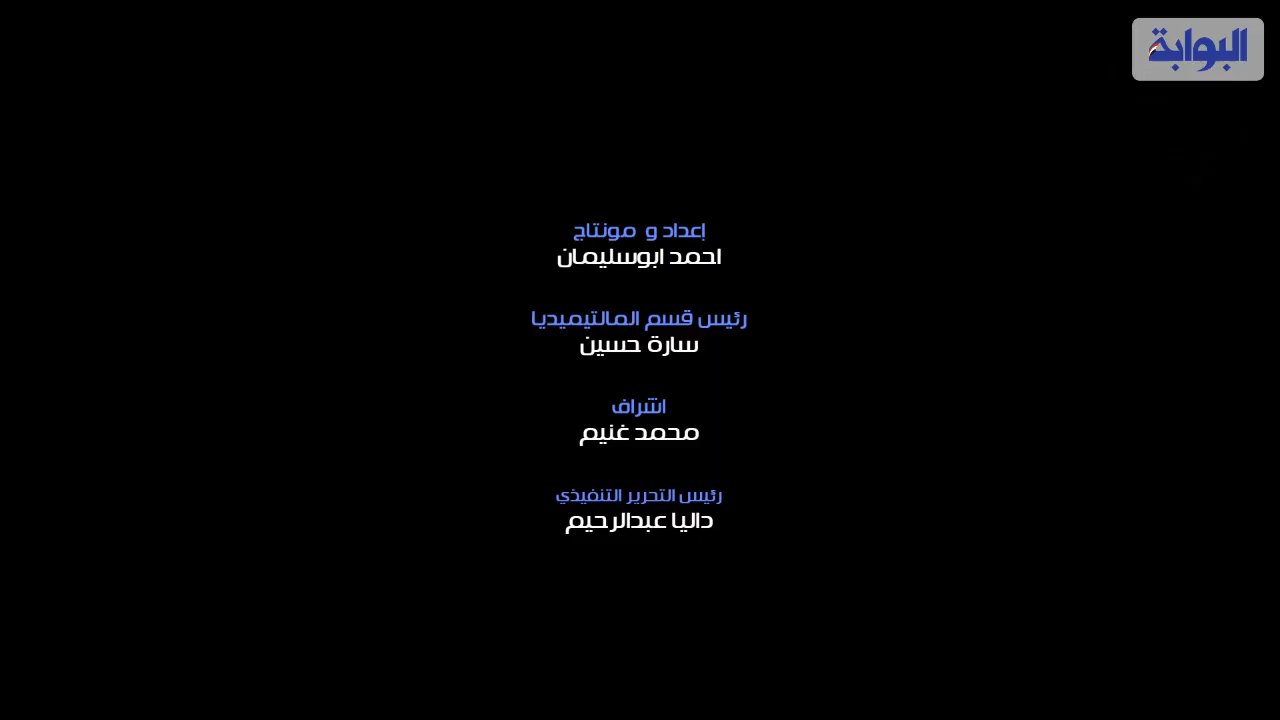 البوابة
إعداد و مونتاج
احمد ابوسليمان
رئيس قسم المالتيميديا
سارة حسين
اشراف
محمد غنيم
رئيس التحرير التنفيذي
داليا عبدالرحيم